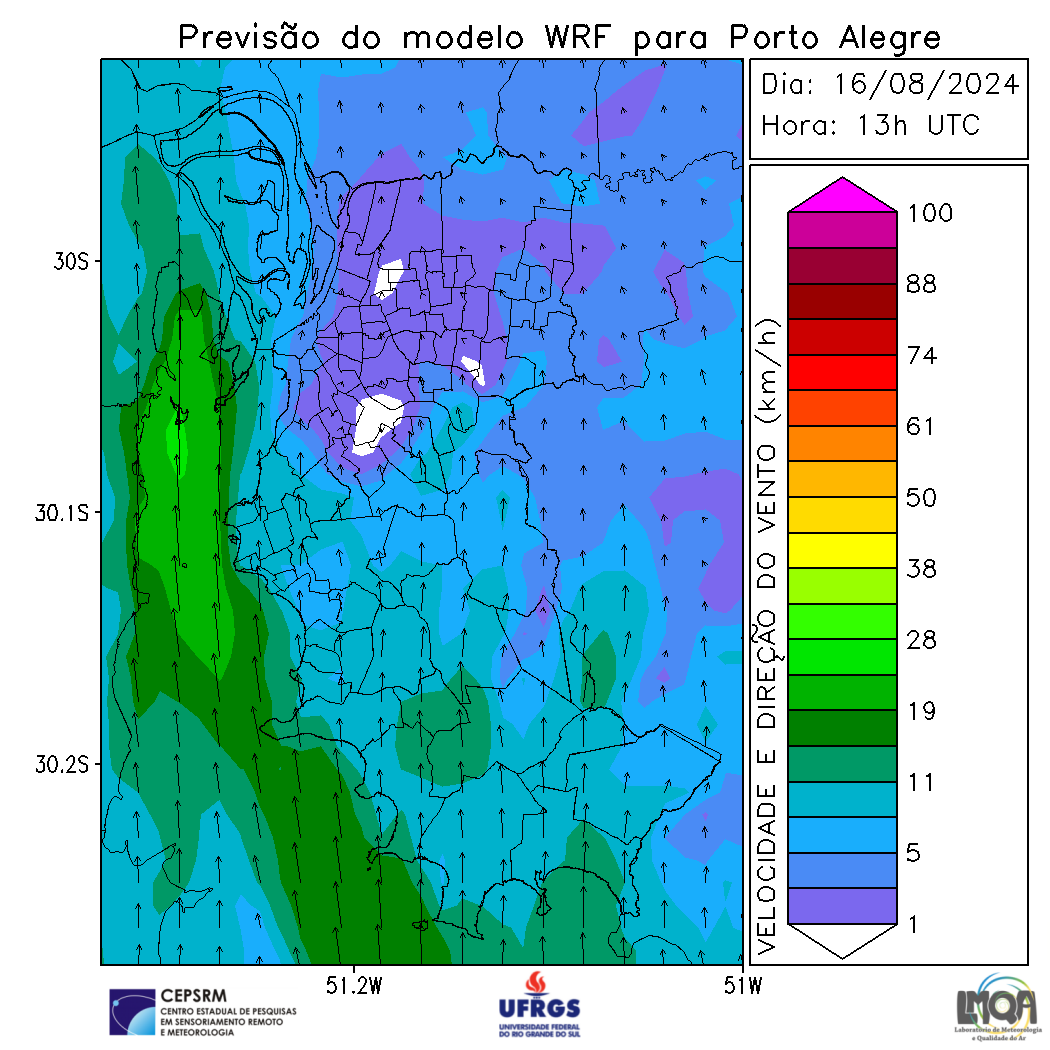 Previsão do modelo WRF para Porto Alegre
Dia: 16/08/2024
Hora: 13h UTC
30S
30.1S
30.2S
51.2W
51W
VELOCIDADE E DIREÇÃO DO VENTO (km/h)
100
88
74
61
50
38
28
19
11
5
1
CEPSRM
CENTRO ESTADUAL DE PESQUISAS
EM SENSORIAMENTO REMOTO
E METEOROLOGIA
UFRGS
UNIVERSIDADE FEDERAL
DO RIO GRANDE DO SUL
LMQA
Laboratório de Meteorologia
e Qualidade do Ar